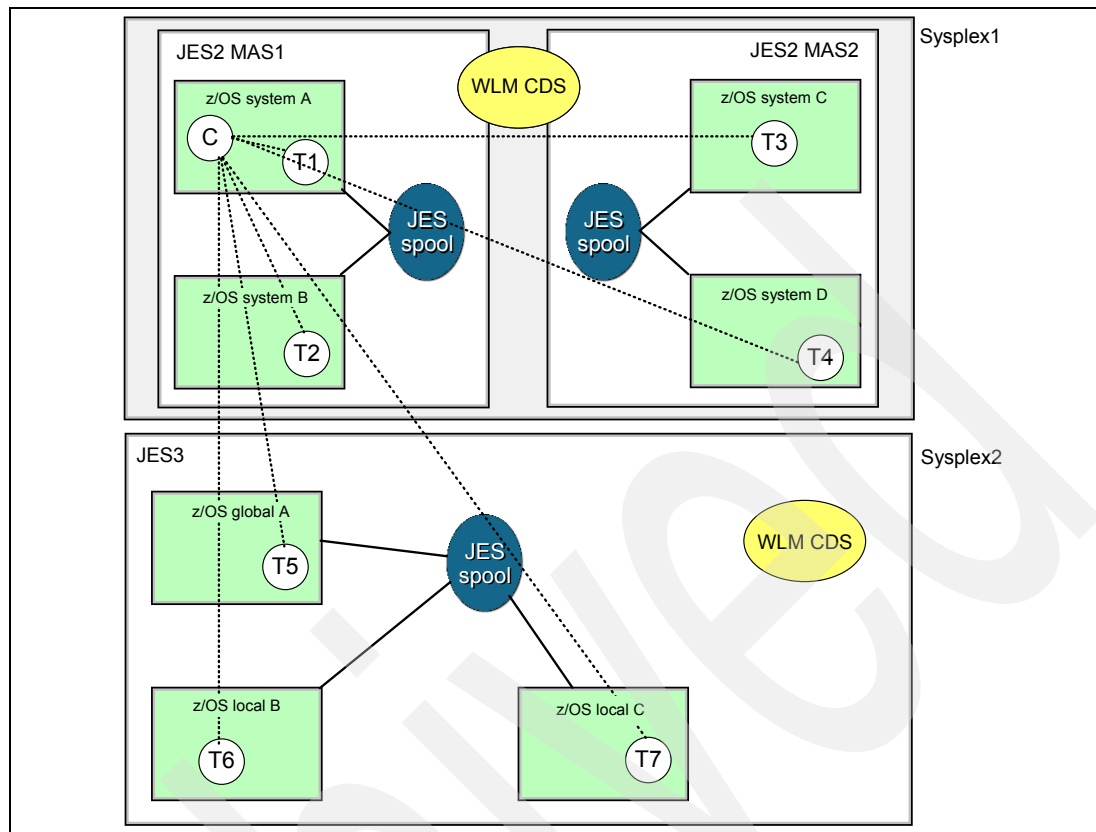 Sysplex1
JES2 MAS1
JES2 MAS2
WLM CDS
z/OS system A
C
T1
z/OS system C
T3
JES
spool
JES
spool
z/OS system B
T2
z/OS system D
T4
JES3
Sysplex2
z/OS global A
T5
JES
spool
WLM CDS
z/OS local B
T6
z/OS local C
T7